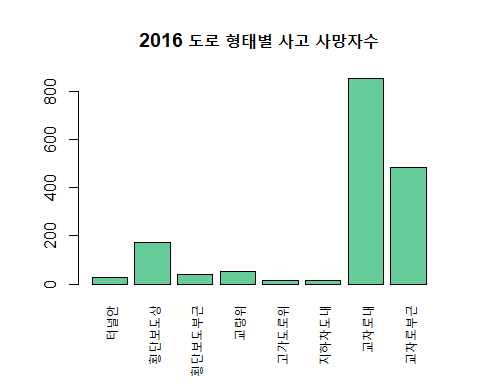 2016 도로 형태별 사고 사망자수
800
600
400
200
0
터널안
횡단보도상
횡단보도부근
교량위
고가도로위
지하차도내
교차로내
교차로부근